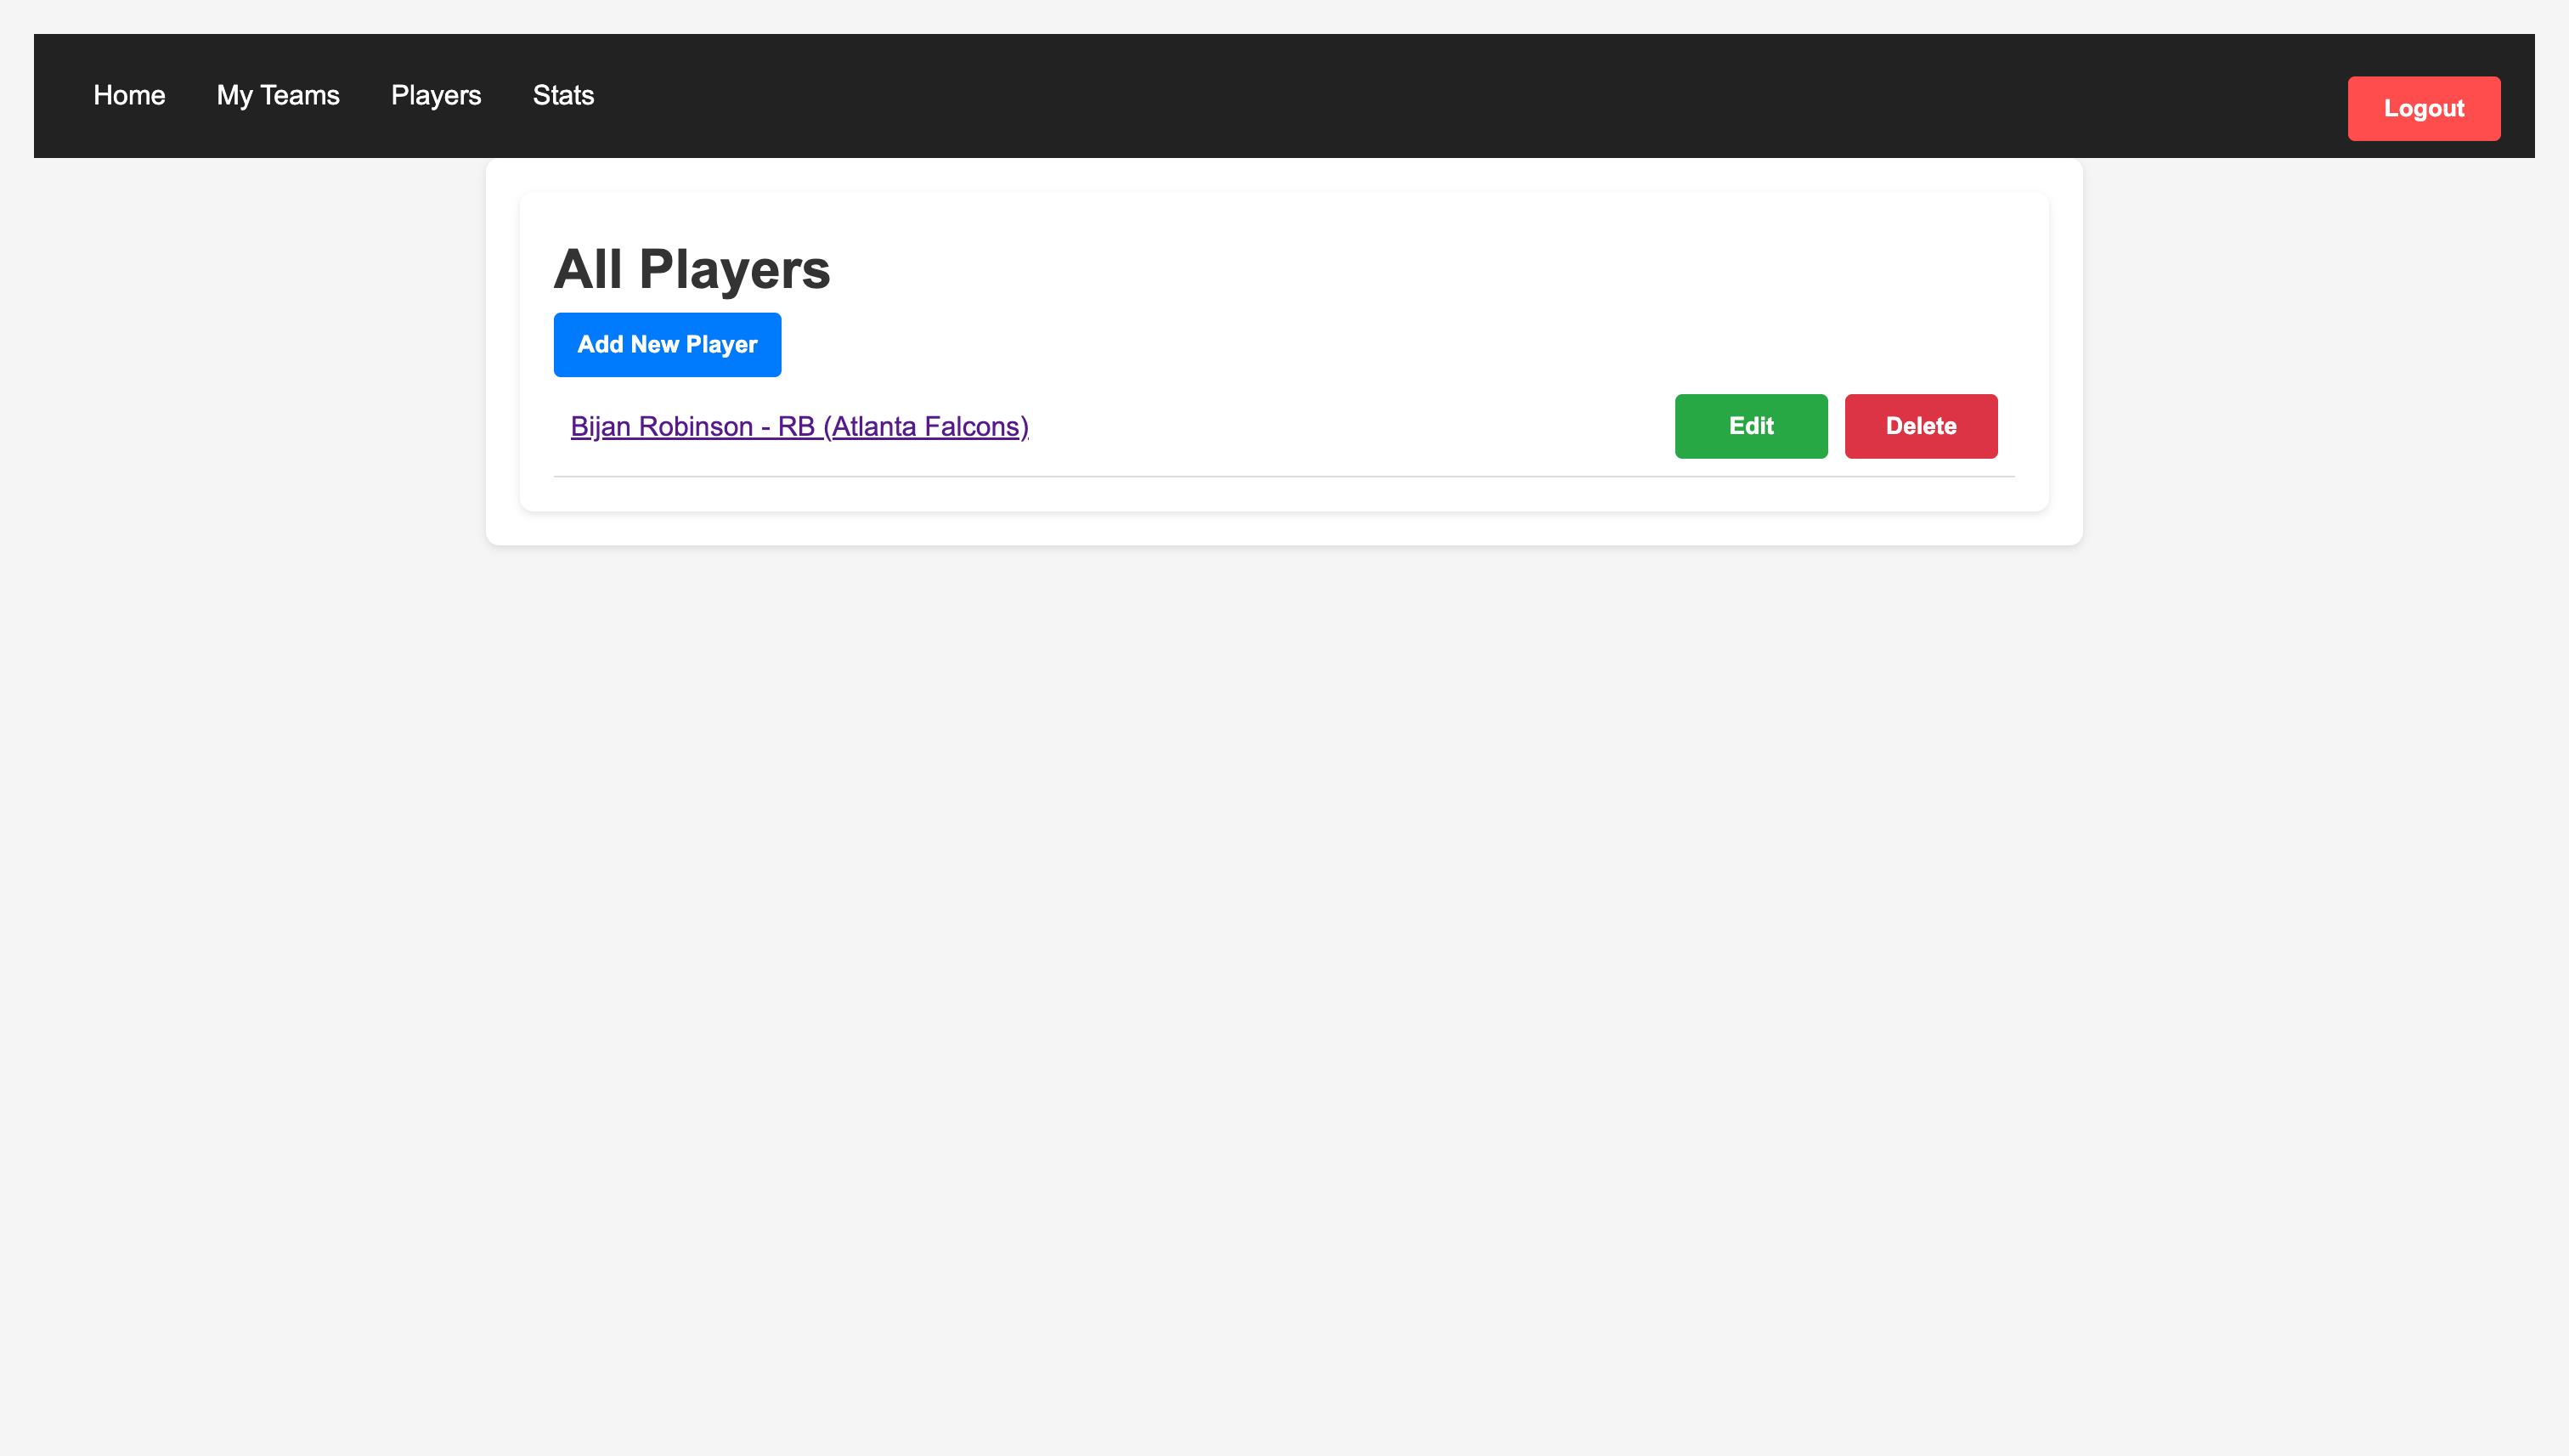 Home My Teams Players Stats Logout
All Players
Add New Player
Bijan Robinson - RB (Atlanta Falcons) Edit Delete